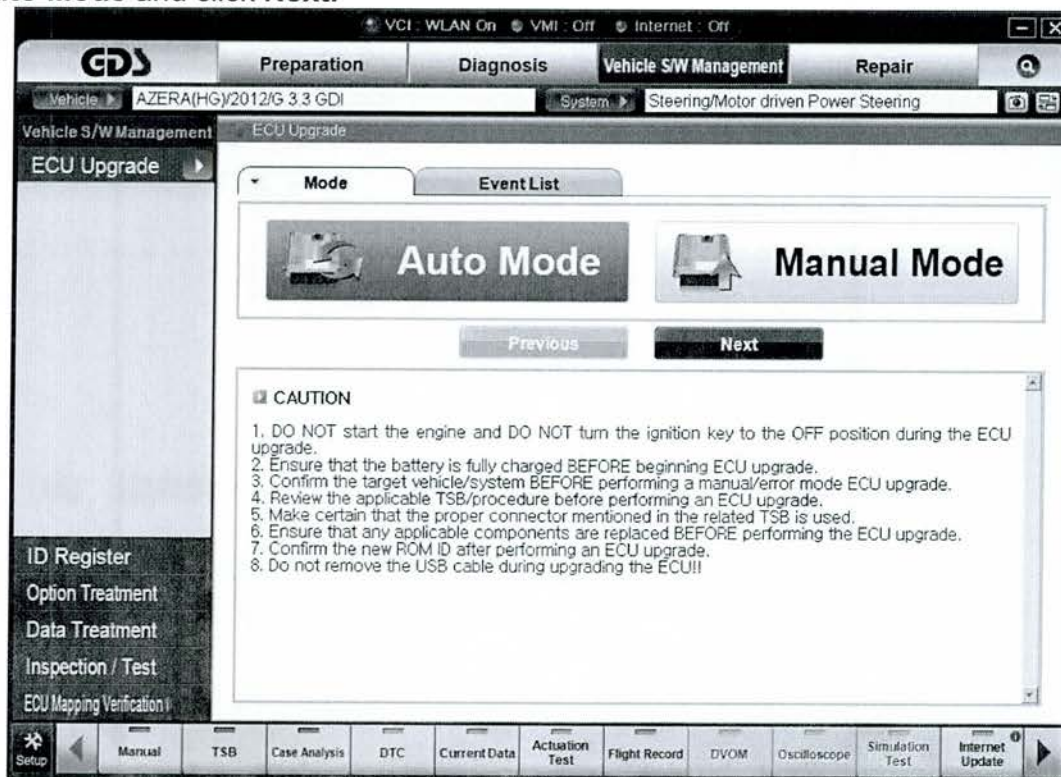 Mode and click Next.
VCI : WLAN On VMI : Off Internet : Off
GDS Preparation Diagnosis Vehicle S/W Management Repair
Vehicle AZERA(HG)/2012/G 3.3 GDI System Steering/Motor driven Power Steering
Vehicle S/W Management ECU Upgrade
ECU Upgrade
Mode Event List
Auto Mode Manual Mode
Previous Next
CAUTION
1. DO NOT start the engine and DO NOT turn the ignition key to the OFF position during the ECU
upgrade.
2. Ensure that the battery is fully charged BEFORE beginning ECU upgrade.
3. Confirm the target vehicle/system BEFORE performing a manual/error mode ECU upgrade.
4. Review the applicable TSB/procedure before performing an ECU upgrade.
5. Make certain that the proper connector mentioned in the related TSB is used.
6. Ensure that any applicable components are replaced BEFORE performing the ECU upgrade.
7. Confirm the new ROM ID after performing an ECU upgrade.
8. Do not remove the USB cable during upgrading the ECU!!
ID Register
Option Treatment
Data Treatment
Inspection / Test
ECU Mapping Verification
Setup Manual TSB Case Analysis DTC Current Data Actuation Test Flight Record DVOM Oscilloscope Simulation Test Internet Update